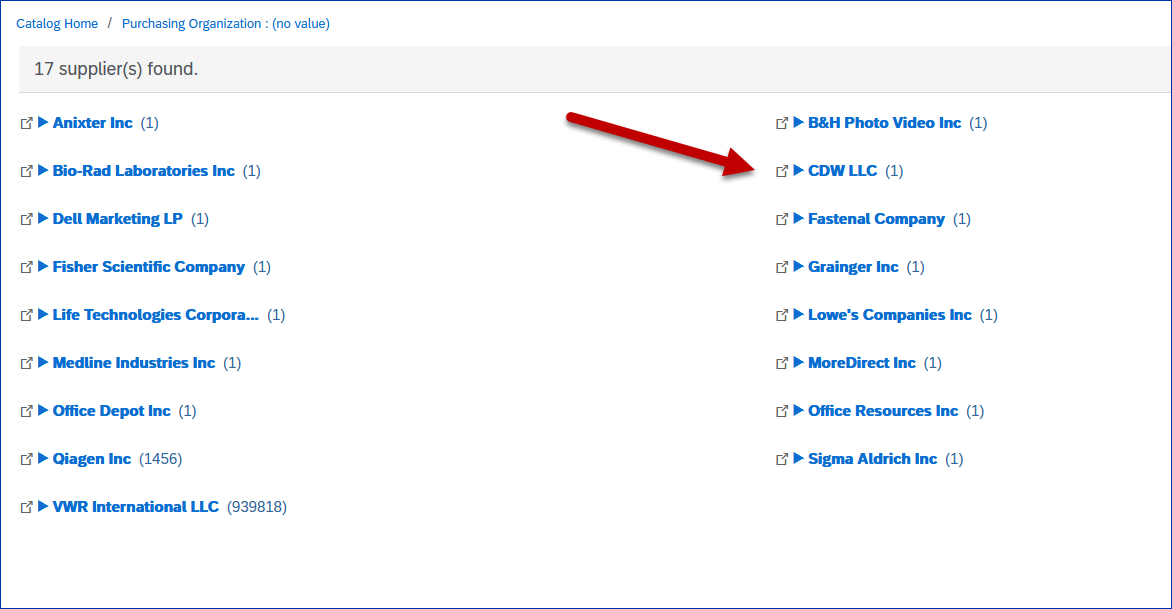 Catalog Home / Purchasing Organization : (no value)
17 supplier(s) found.
Anixter Inc (1)
B&H Photo Video Inc (1)
Bio-Rad Laboratories Inc (1)
CDW LLC (1)
Dell Marketing LP (1)
Fastenal Company (1)
Fisher Scientific Company (1)
Grainger Inc (1)
Life Technologies Corpora... (1)
Lowe's Companies Inc (1)
Medline Industries Inc (1)
MoreDirect Inc (1)
Office Depot Inc (1)
Office Resources Inc (1)
Qiagen Inc (1456)
Sigma Aldrich Inc (1)
VWR International LLC (939818)